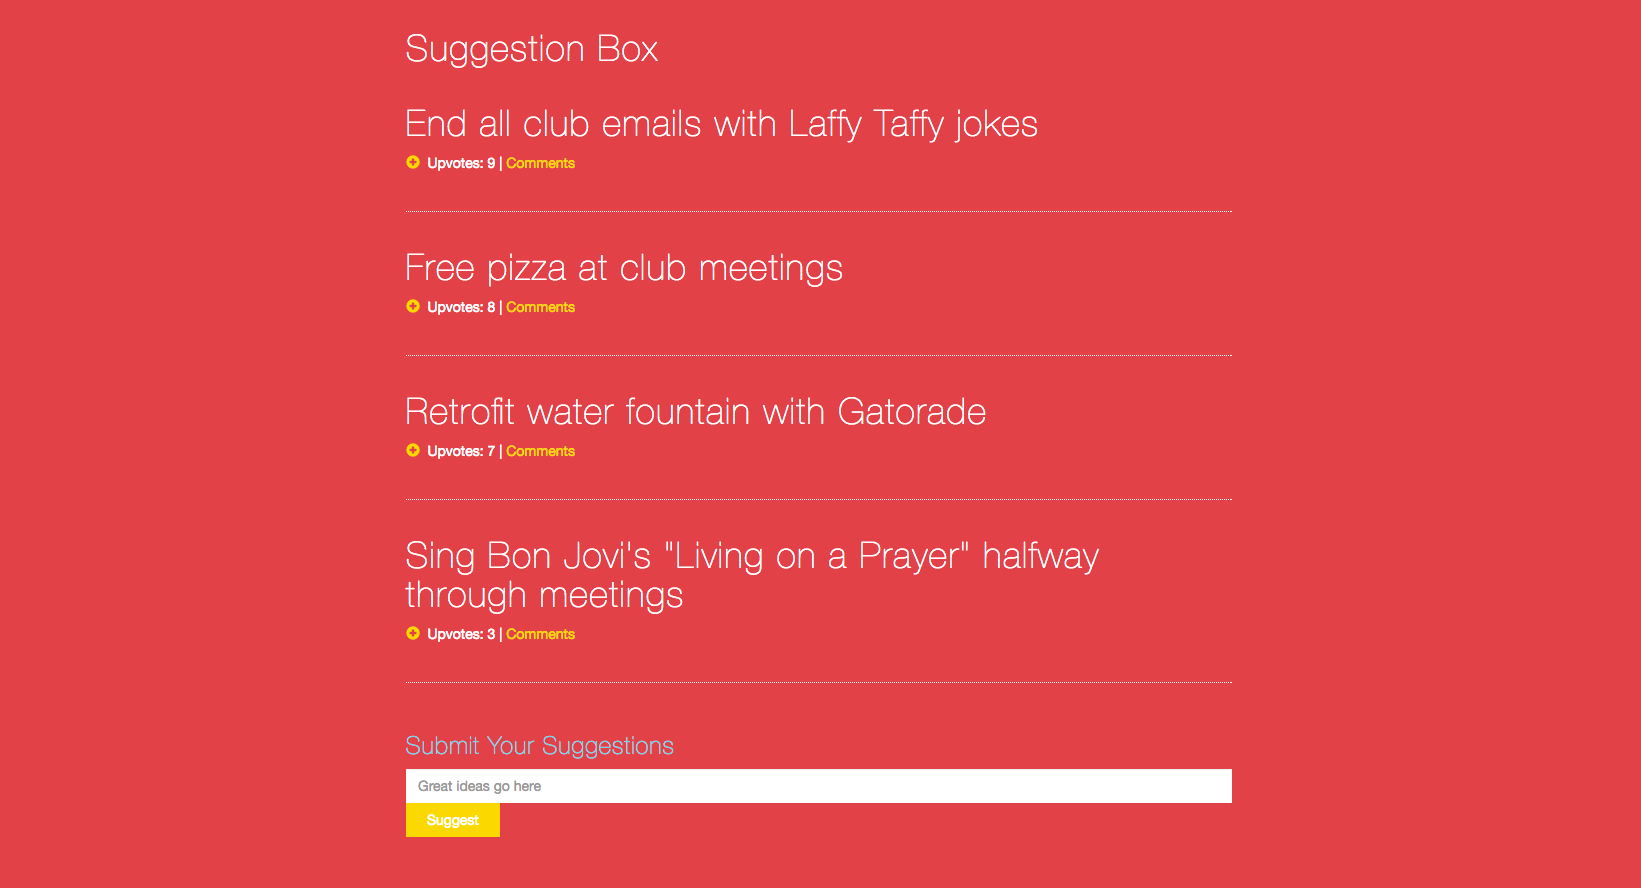 Suggestion Box
End all club emails with Laffy Taffy jokes
Upvotes: 9 | Comments
Free pizza at club meetings
Upvotes: 8 | Comments
Retrofit water fountain with Gatorade
Upvotes: 7 | Comments
Sing Bon Jovi's "Living on a Prayer" halfway
through meetings
Upvotes: 3 | Comments
Submit Your Suggestions
Great ideas go here
Suggest